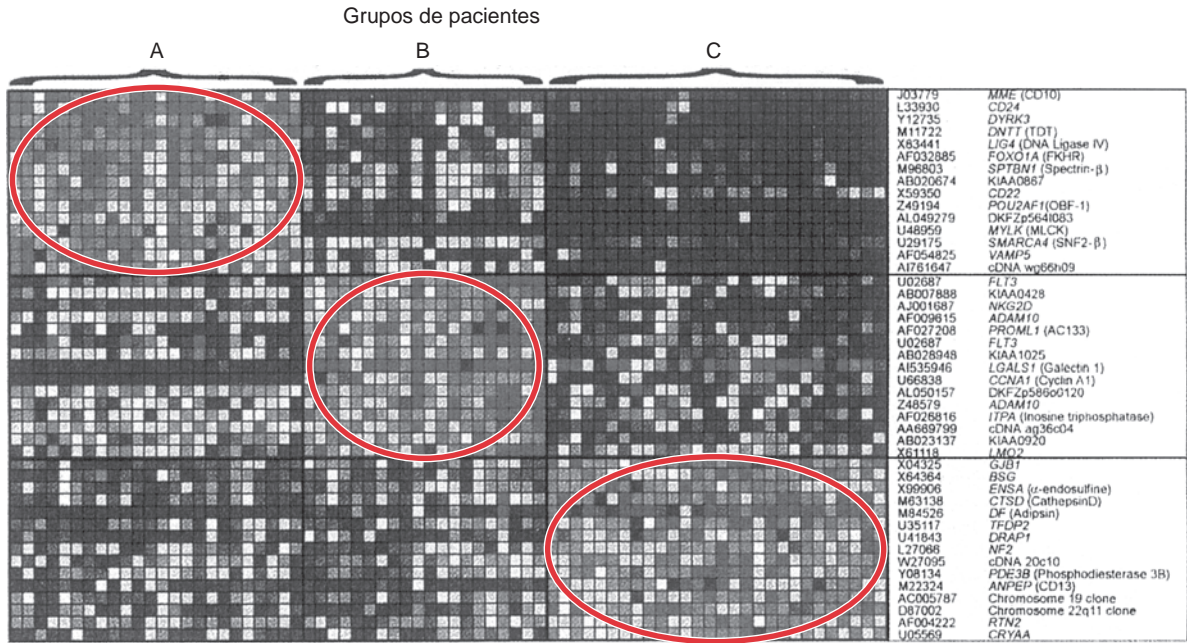 Grupos de pacientes
A B C
J03779 MME (CD10)
L33930 CD24
Y12735 DYRK3
M11722 DNTT (TDT)
X83441 LIG4 (DNA Ligase IV)
AF032885 FOXO1A (FKHR)
M96803 SPTBN1 (Spectrin-β)
AB020674 KIAA0867
X59350 CD22
Z49194 POU2AF1(OBF-1)
AL049279 DKFZp564I083
U48959 MYLK (MLCK)
U29175 SMARCA4 (SNF2-β)
AF054825 VAMP5
AI761647 cDNA wg66h09
U02687 FLT3
AB007888 KIAA0428
AJ001687 NKG2D
AF009615 ADAM10
AF027208 PROML1 (AC133)
U02687 FLT3
AB028948 KIAA1025
AI535946 LGALS1 (Galectin 1)
U66838 CCNA1 (Cyclin A1)
AL050157 DKFZp586o0120
Z48579 ADAM10
AF026816 ITPA (Inosine triphosphatase)
AA669799 cDNA ag36c04
AB023137 KIAA0920
X61118 LMO2
X04325 GJB1
X64364 BSG
X99906 ENSA (α-endosulfine)
M63138 CTSD (CathepsinD)
M84526 DF (Adipsin)
U35117 TFDP2
U41843 DRAP1
L27066 NF2
W27095 cDNA 20c10
Y08134 PDE3B (Phosphodiesterase 3B)
M22324 ANPEP (CD13)
AC005787 Chromosome 19 clone
D87002 Chromosome 22q11 clone
AF004222 RTN2
U05569 CRYAA